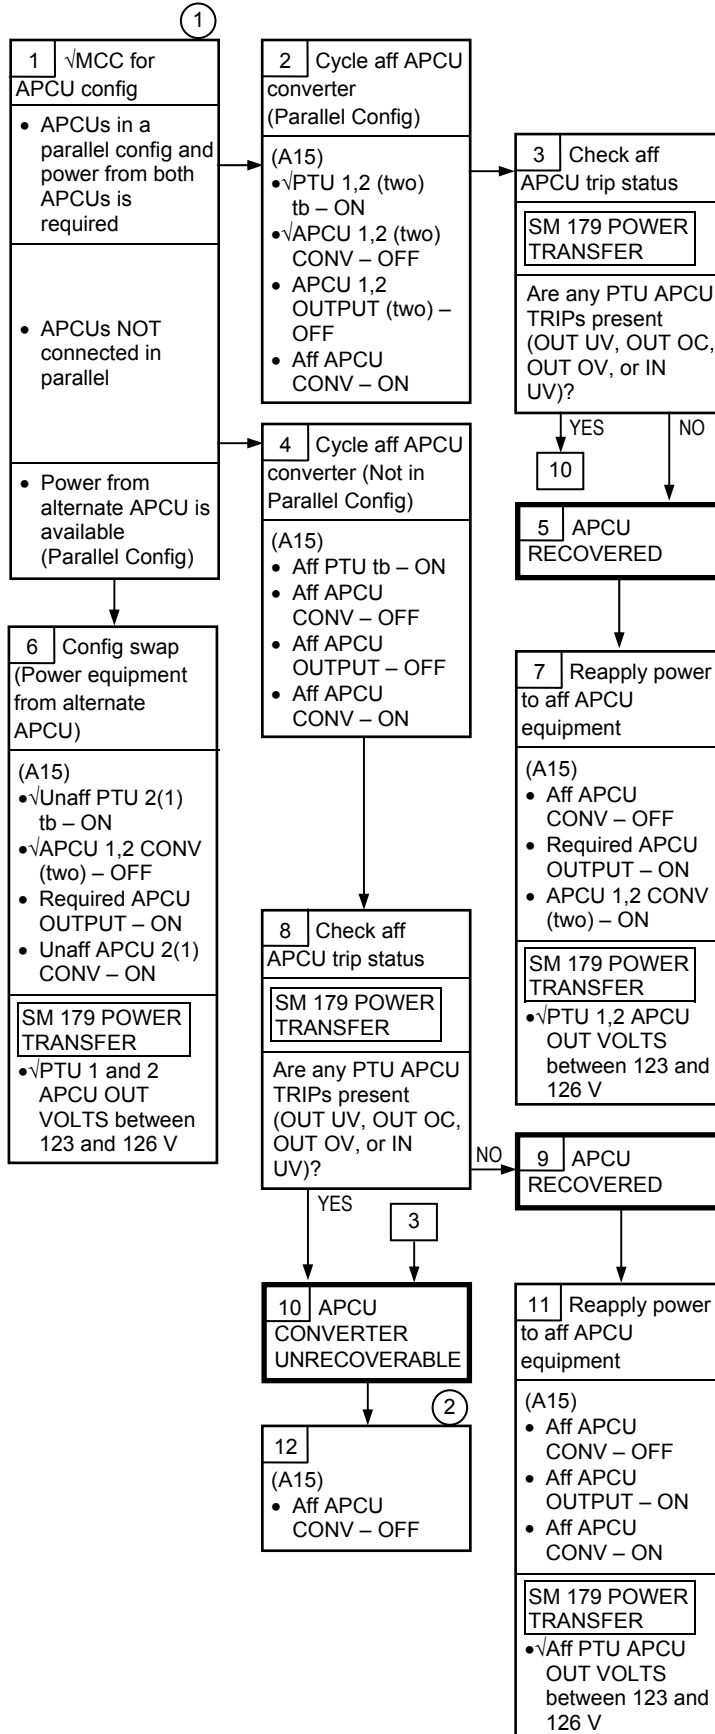 1
1 √MCC for
APCU config
• APCUs in a
parallel config and
power from both
APCUs is
required
• APCUs NOT
connected in
parallel
• Power from
alternate APCU is
available
(Parallel Config)
2 Cycle aff APCU
converter
(Parallel Config)
(A15)
•√PTU 1,2 (two)
tb – ON
•√APCU 1,2 (two)
CONV – OFF
• APCU 1,2
OUTPUT (two) –
OFF
• Aff APCU
CONV – ON
3 Check aff
APCU trip status
SM 179 POWER
TRANSFER
Are any PTU APCU
TRIPs present
(OUT UV, OUT OC,
OUT OV, or IN
UV)?
YES
NO
10
4 Cycle aff APCU
converter (Not in
Parallel Config)
(A15)
• Aff PTU tb – ON
• Aff APCU
CONV – OFF
• Aff APCU
OUTPUT – OFF
• Aff APCU
CONV – ON
5 APCU
RECOVERED
6 Config swap
(Power equipment
from alternate
APCU)
(A15)
•√Unaff PTU 2(1)
tb – ON
•√APCU 1,2 CONV
(two) – OFF
• Required APCU
OUTPUT – ON
• Unaff APCU 2(1)
CONV – ON
SM 179 POWER
TRANSFER
•√PTU 1 and 2
APCU OUT
VOLTS between
123 and 126 V
7 Reapply power
to aff APCU
equipment
(A15)
• Aff APCU
CONV – OFF
• Required APCU
OUTPUT – ON
• APCU 1,2 CONV
(two) – ON
SM 179 POWER
TRANSFER
•√PTU 1,2 APCU
OUT VOLTS
between 123 and
126 V
8 Check aff
APCU trip status
SM 179 POWER
TRANSFER
Are any PTU APCU
TRIPs present
(OUT UV, OUT OC,
OUT OV, or IN
UV)?
NO
YES
3
9 APCU
RECOVERED
10 APCU
CONVERTER
UNRECOVERABLE
2
11 Reapply power
to aff APCU
equipment
(A15)
• Aff APCU
CONV – OFF
• Aff APCU
OUTPUT – ON
• Aff APCU
CONV – ON
SM 179 POWER
TRANSFER
•√Aff PTU APCU
OUT VOLTS
between 123 and
126 V
12
(A15)
• Aff APCU
CONV – OFF